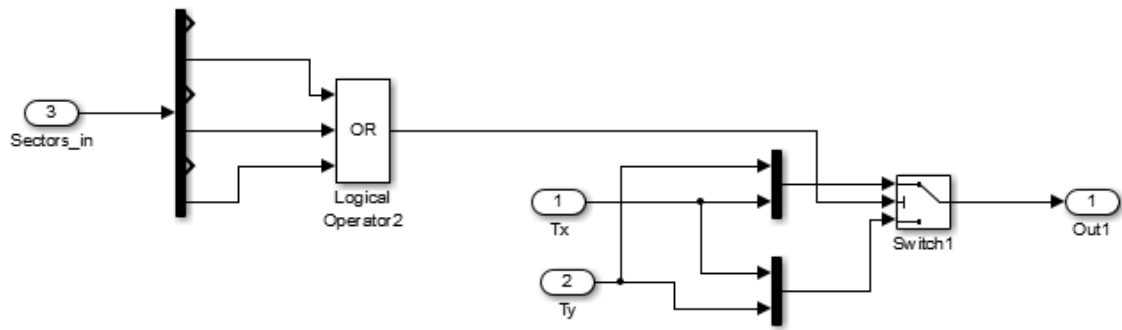 3
Sectors_in
OR
Logical
Operator2
1
Tx
2
Ty
Switch1
1
Out1